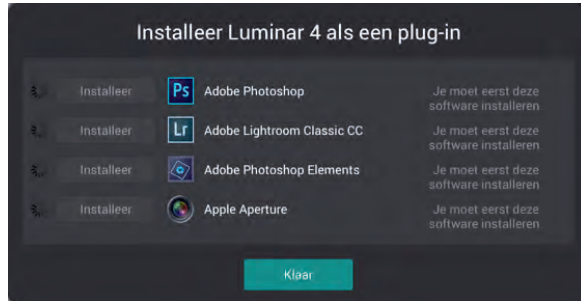 Installeer Luminar 4 als een plug-in
Installeer Ps Adobe Photoshop Je moet eerst deze
software installeren
Installeer Lr Adobe Lightroom Classic CC Je moet eerst deze
software installeren
Installeer Adobe Photoshop Elements Je moet eerst deze
software installeren
Installeer Apple Aperture Je moet eerst deze
software installeren
Klaar